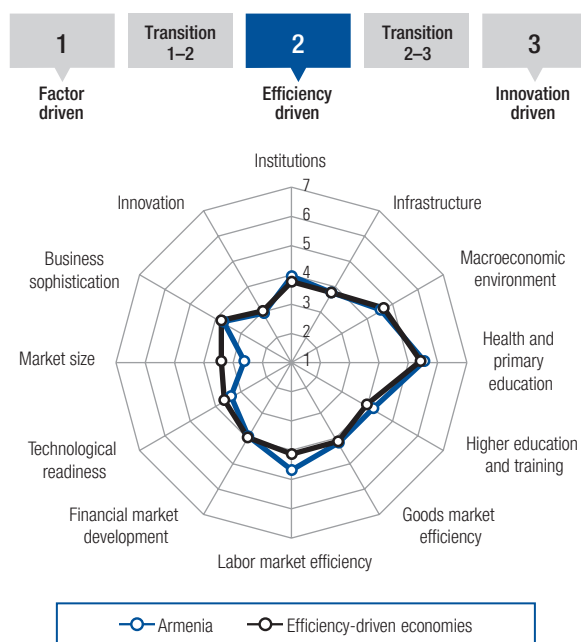 1
Transition
1–2
2
Transition
2–3
3
Factor
driven
Efficiency
driven
Innovation
driven
Institutions
Infrastructure
Macroeconomic
environment
Health and
primary
education
Higher education
and training
Goods market
efficiency
Labor market efficiency
Financial market
development
Technological
readiness
Market size
Business
sophistication
Innovation
7
6
5
4
3
2
1
Armenia
Efficiency-driven economies